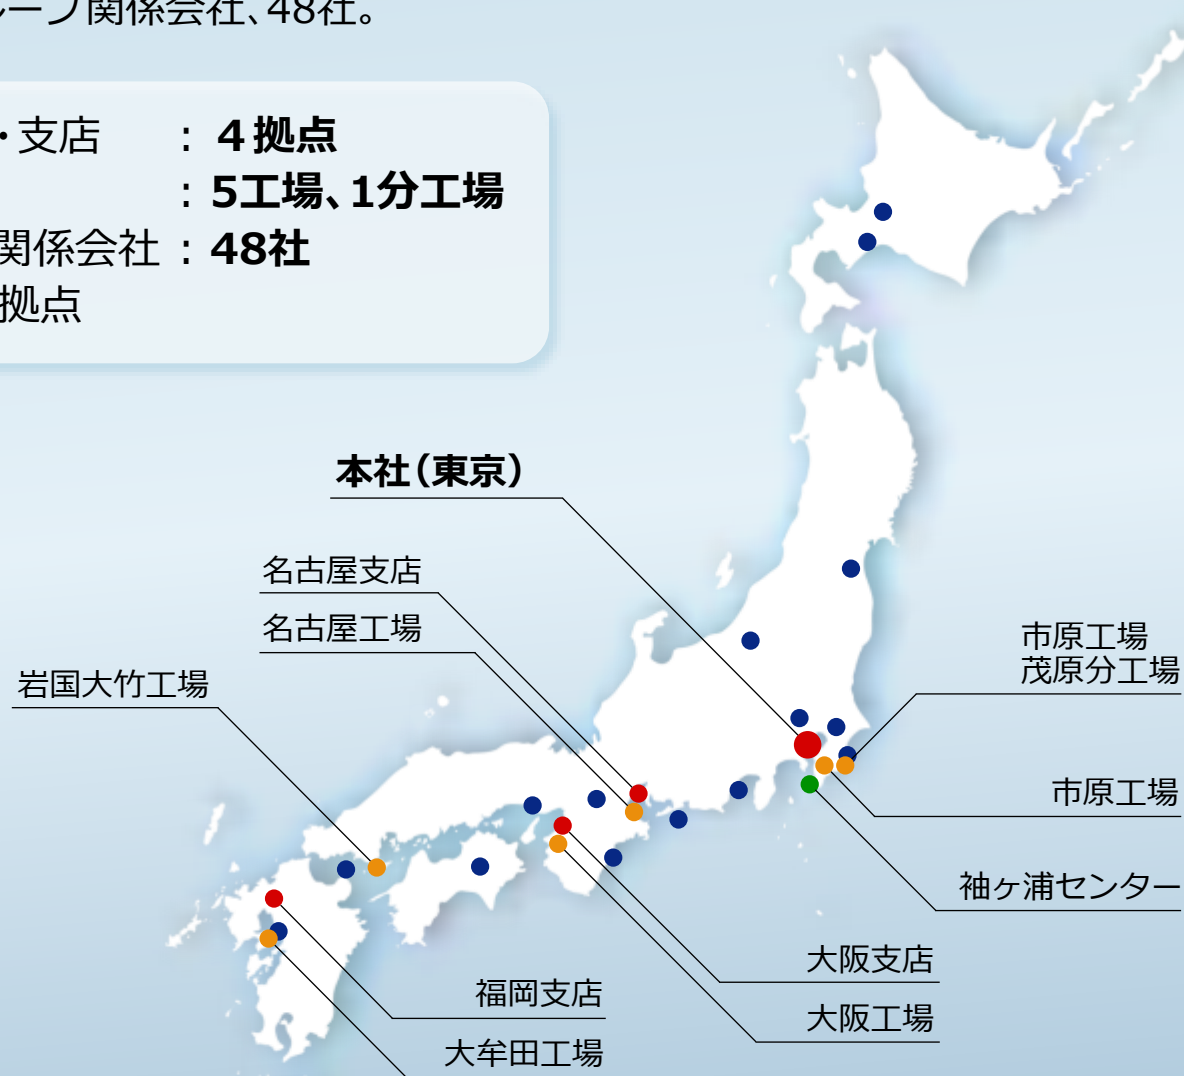 ループ関係会社、48社。
・支店 : 4拠点
: 5工場、1分工場
関係会社 : 48社
拠点
本社(東京)
名古屋支店
名古屋工場
岩国大竹工場
市原工場
茂原分工場
市原工場
袖ヶ浦センター
大阪支店
大阪工場
福岡支店
大牟田工場